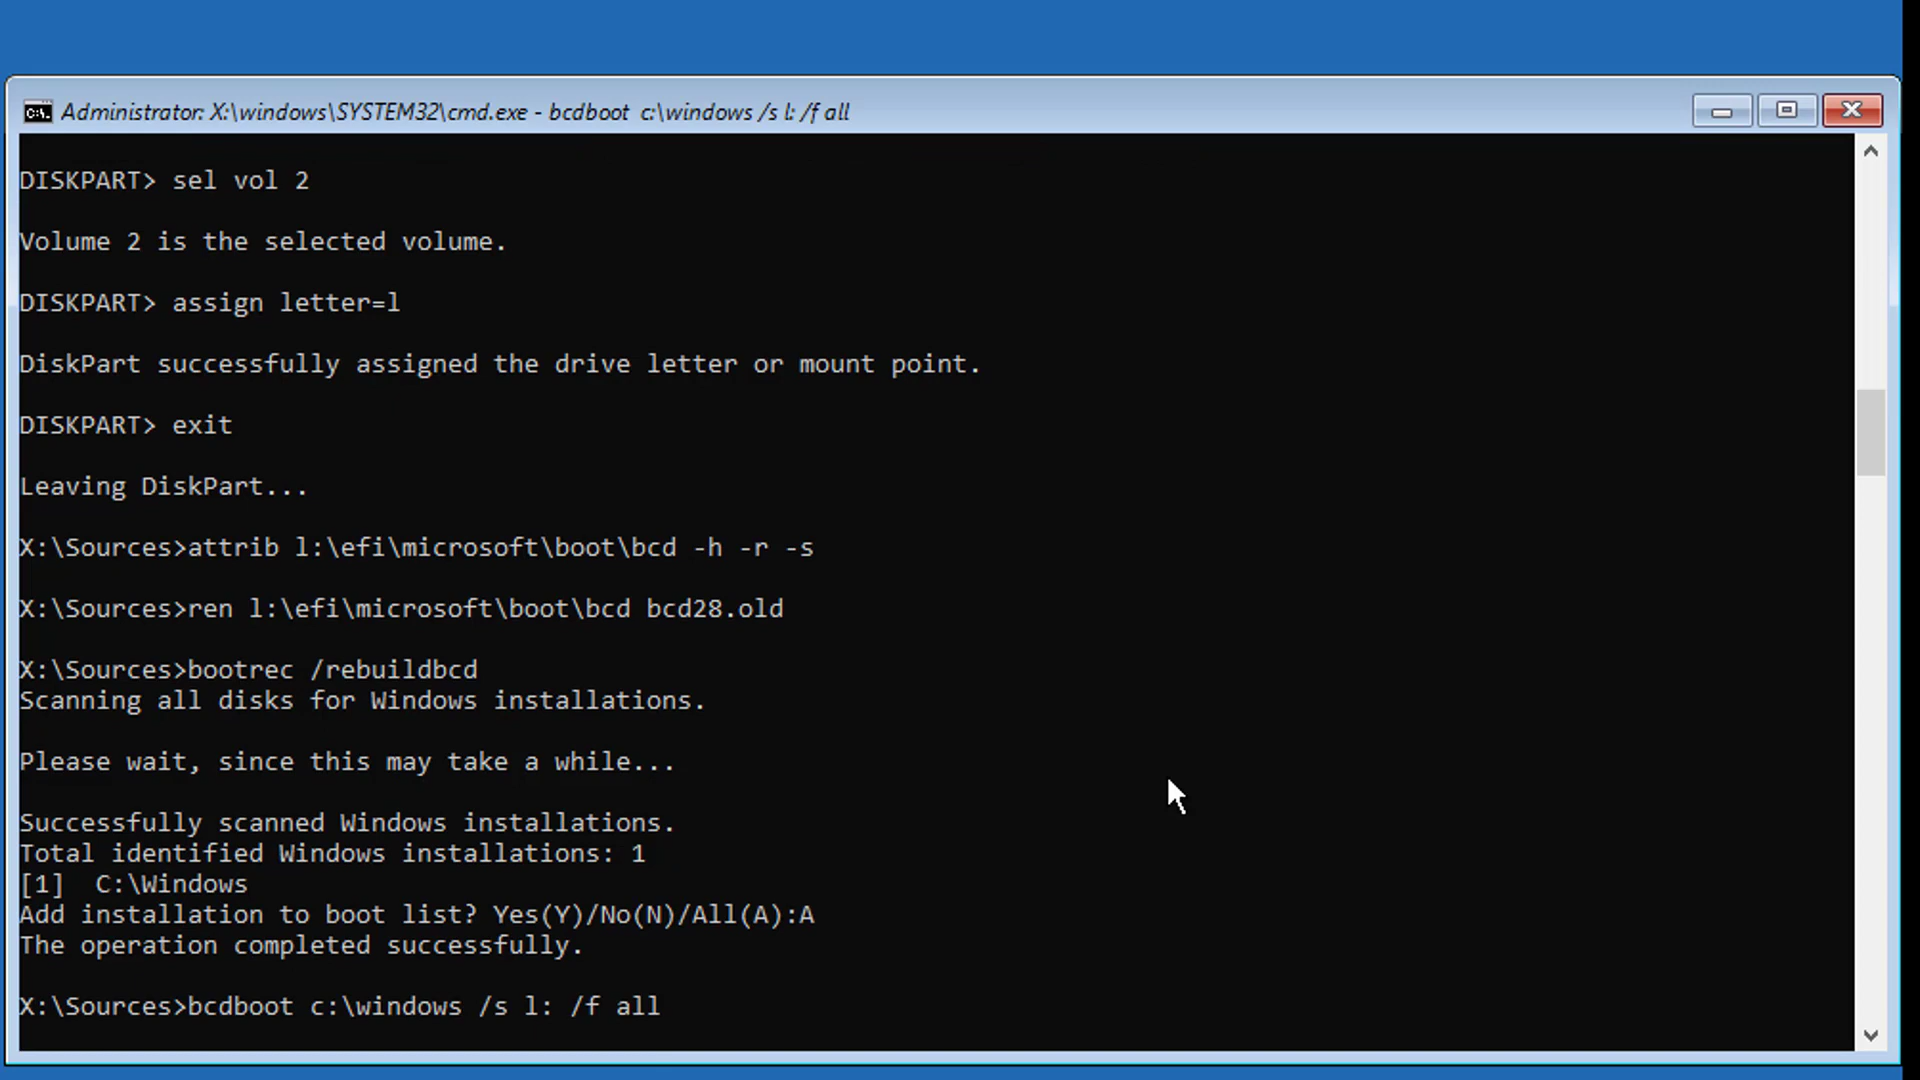 Administrator: X:\windows\SYSTEM32\cmd.exe - bcdboot  c:\windows /s l: /f all
DISKPART> sel vol 2
Volume 2 is the selected volume.
DISKPART> assign letter=l
DiskPart successfully assigned the drive letter or mount point.
DISKPART> exit
Leaving DiskPart...
X:\Sources>attrib l:\efi\microsoft\boot\bcd -h -r -s
X:\Sources>ren l:\efi\microsoft\boot\bcd bcd28.old
X:\Sources>bootrec /rebuildbcd
Scanning all disks for Windows installations.
Please wait, since this may take a while...
Successfully scanned Windows installations.
Total identified Windows installations: 1
[1]  C:\Windows
Add installation to boot list? Yes(Y)/No(N)/All(A):A
The operation completed successfully.
X:\Sources>bcdboot c:\windows /s l: /f all